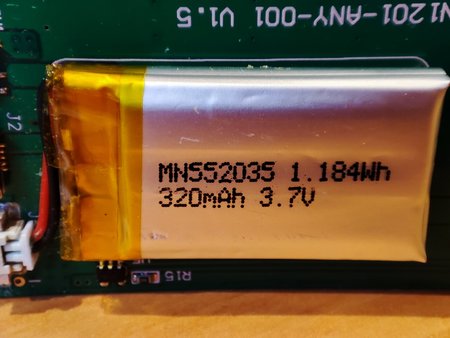 N1201-ANY-001 V1.5
J2
MN552035 1.184Wh
320mAh 3.7V
R15